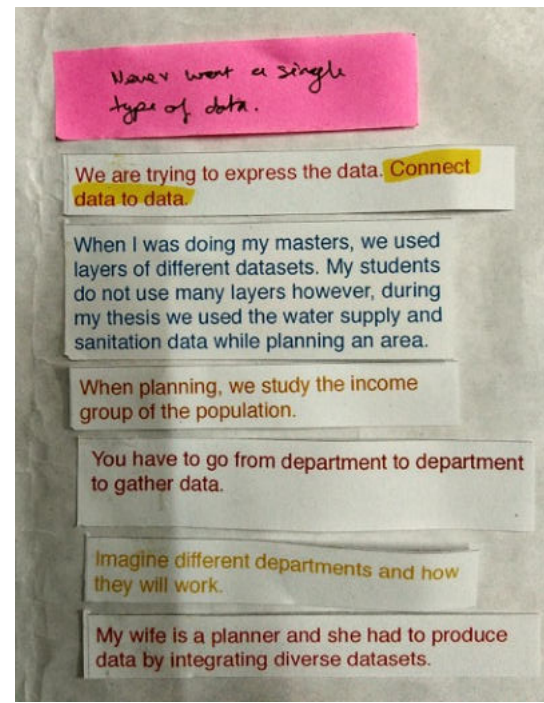 Never want a single
type of data.
We are trying to express the data. Connect
data to data.
When I was doing my masters, we used
layers of different datasets. My students
do not use many layers however, during
my thesis we used the water supply and
sanitation data while planning an area.
When planning, we study the income
group of the population.
You have to go from department to department
to gather data.
Imagine different departments and how
they will work.
My wife is a planner and she had to produce
data by integrating diverse datasets.